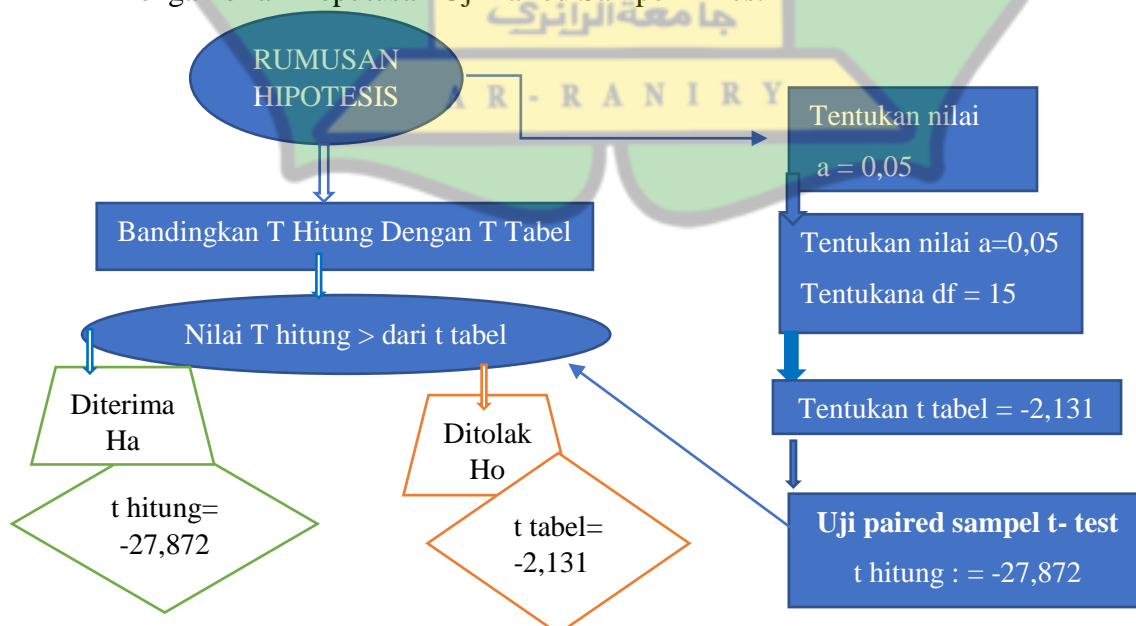 جامعة الرانري
RUMUSAN
HIPOTESIS
A R - R A N I R Y
Tentukan nilai
a = 0,05
Bandingkan T Hitung Dengan T Tabel
Tentukan nilai a=0,05
Tentukana df = 15
Nilai T hitung > dari t tabel
Diterima
Ha
Ditolak
Ho
Tentukan t tabel = -2,131
t hitung=
-27,872
t tabel=
-2,131
Uji paired sampel t- test
t hitung : = -27,872